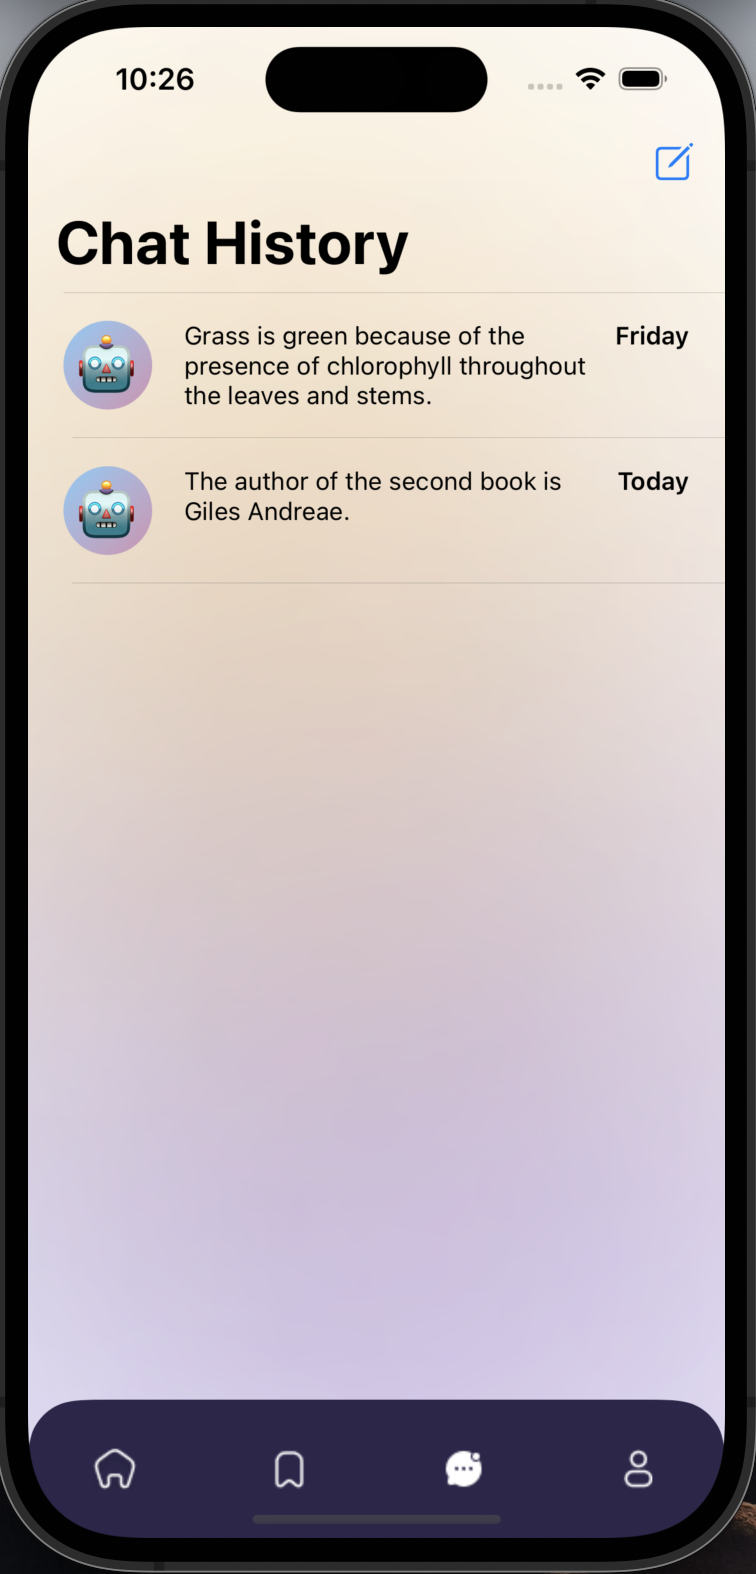 10:26
Chat History
Grass is green because of the
Friday
presence of chlorophyll throughout
the leaves and stems.
The author of the second book is
Today
Giles Andreae.